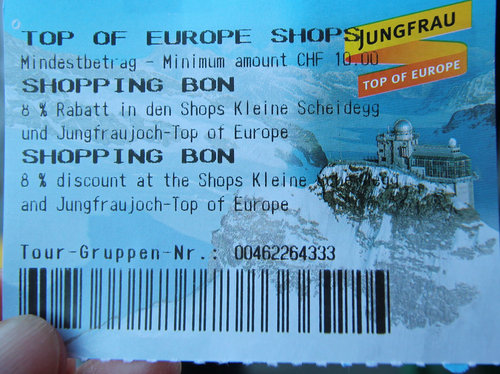 TOP OF EUROPE SHOPS
JUNGFRAU
TOP OF EUROPE
Mindestbetrag - Minimum amount CHF 10.00
SHOPPING BON
8 % Rabatt in den Shops Kleine Scheidegg
und Jungfraujoch-Top of Europe
SHOPPING BON
8 % discount at the Shops Kleine Scheidegg
and Jungfraujoch-Top of Europe
Tour-Gruppen-Nr.: 00462264333